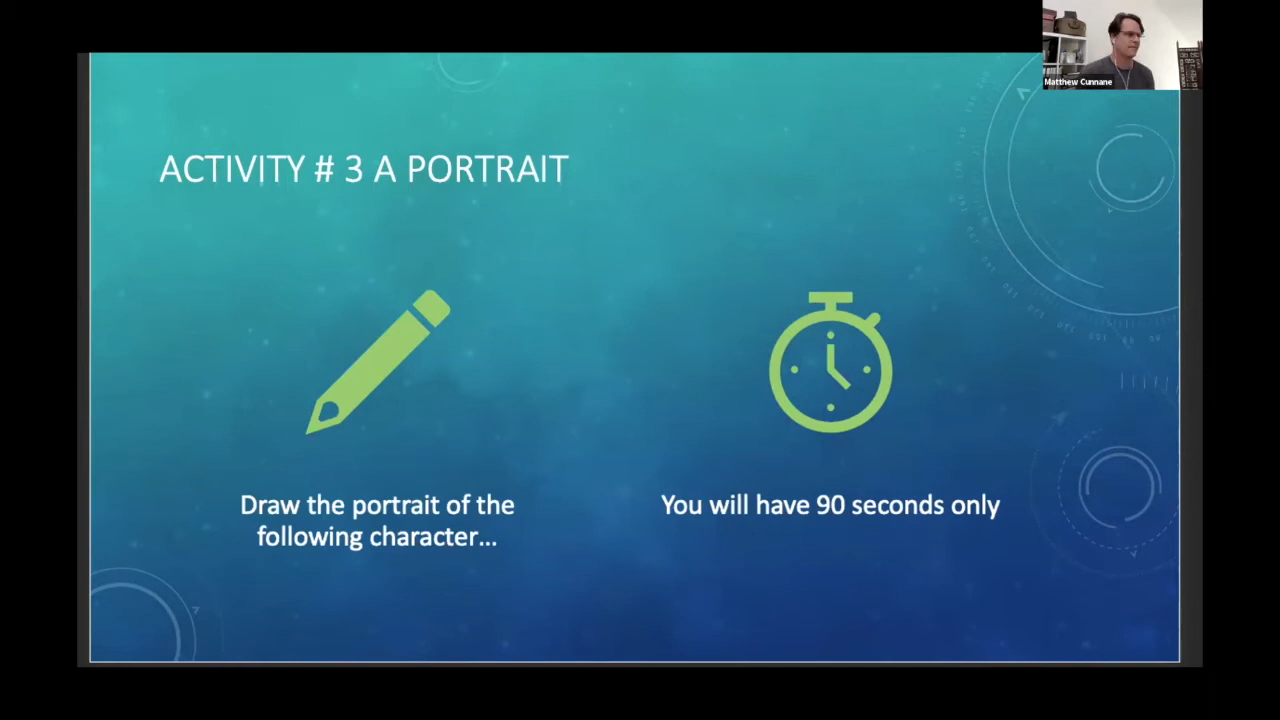 Matthew Cunnane
ACTIVITY # 3 A PORTRAIT
Draw the portrait of the
following character...
You will have 90 seconds only